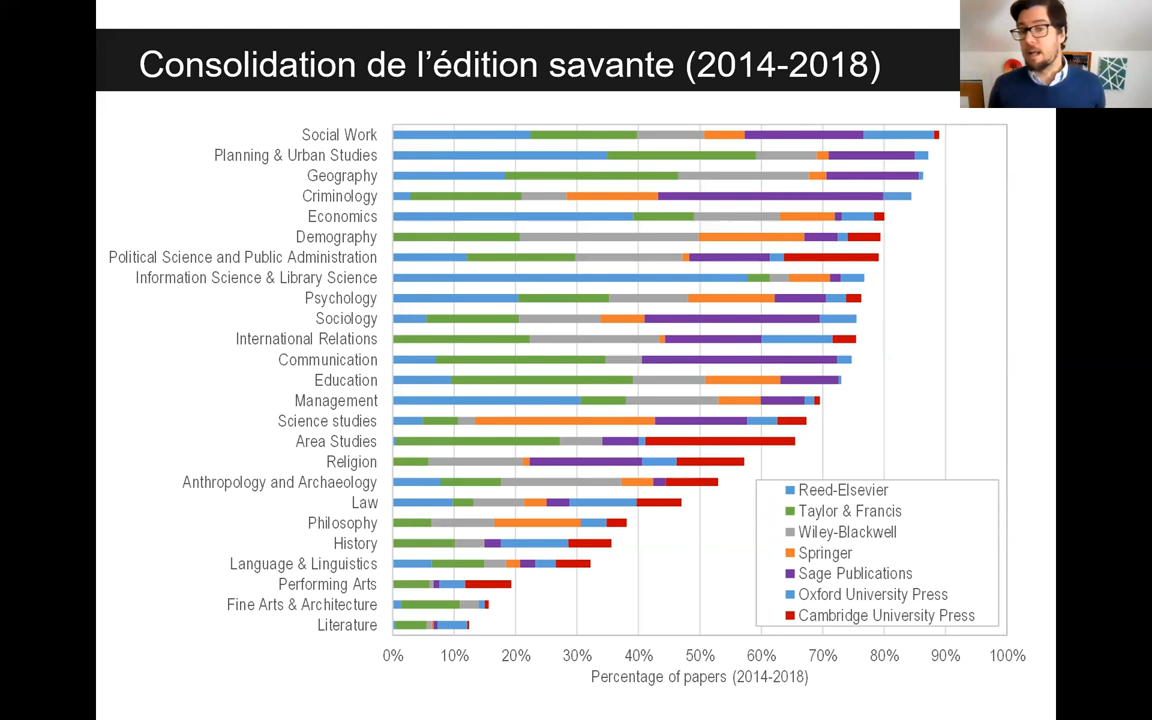 Consolidation de l’édition savante (2014-2018)
Social Work
Planning & Urban Studies
Geography
Criminology
Economics
Demography
Political Science and Public Administration
Information Science & Library Science
Psychology
Sociology
International Relations
Communication
Education
Management
Science studies
Area Studies
Religion
Anthropology and Archaeology
Law
Philosophy
History
Language & Linguistics
Performing Arts
Fine Arts & Architecture
Literature
Reed-Elsevier
Taylor & Francis
Wiley-Blackwell
Springer
Sage Publications
Oxford University Press
Cambridge University Press
0% 10% 20% 30% 40% 50% 60% 70% 80% 90% 100%
Percentage of papers (2014-2018)